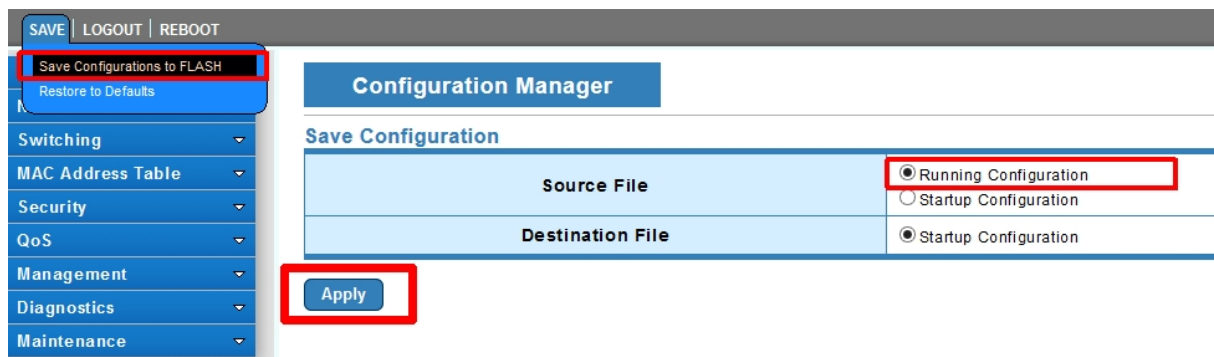 SAVE LOGOUT REBOOT
Save Configurations to FLASH
Restore to Defaults
Switching
MAC Address Table
Security
QoS
Management
Diagnostics
Maintenance
Configuration Manager
Save Configuration
Source File
Running Configuration
Startup Configuration
Destination File
Startup Configuration
Apply